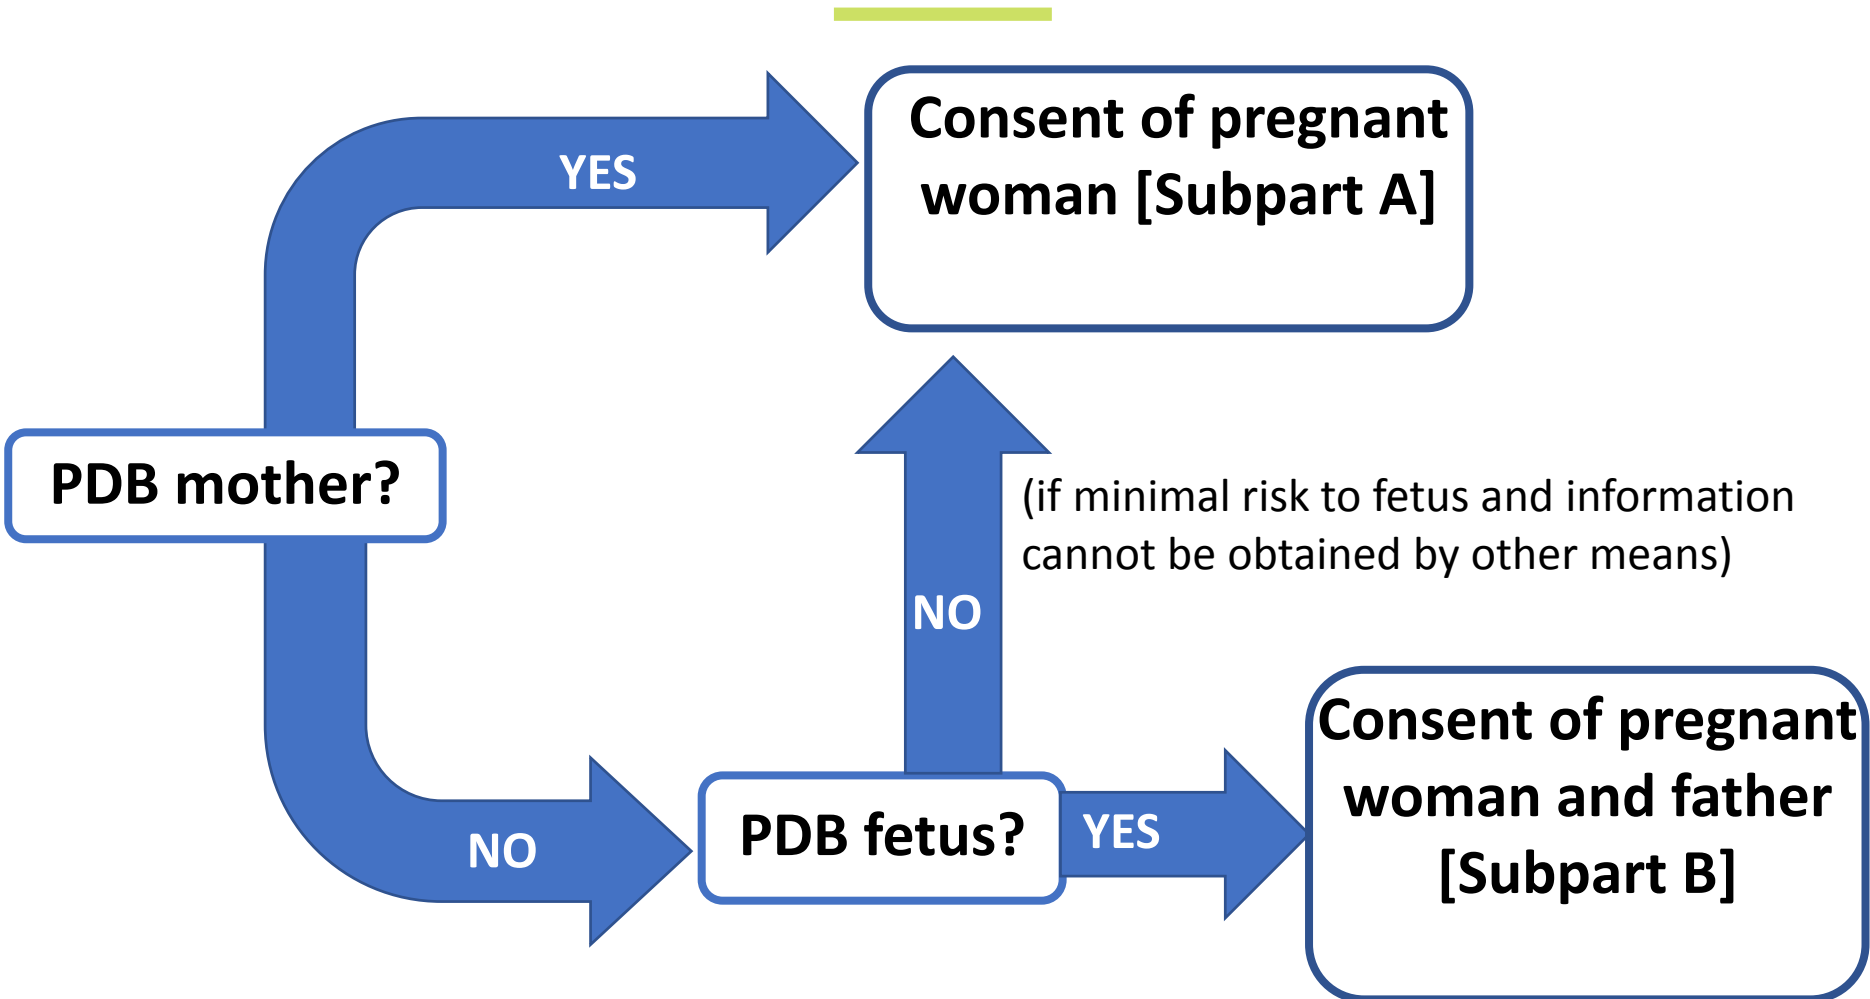 Consent of pregnant
woman [Subpart A]
YES
PDB mother?
(if minimal risk to fetus and information
cannot be obtained by other means)
NO
Consent of pregnant
woman and father
[Subpart B]
PDB fetus?
YES
NO